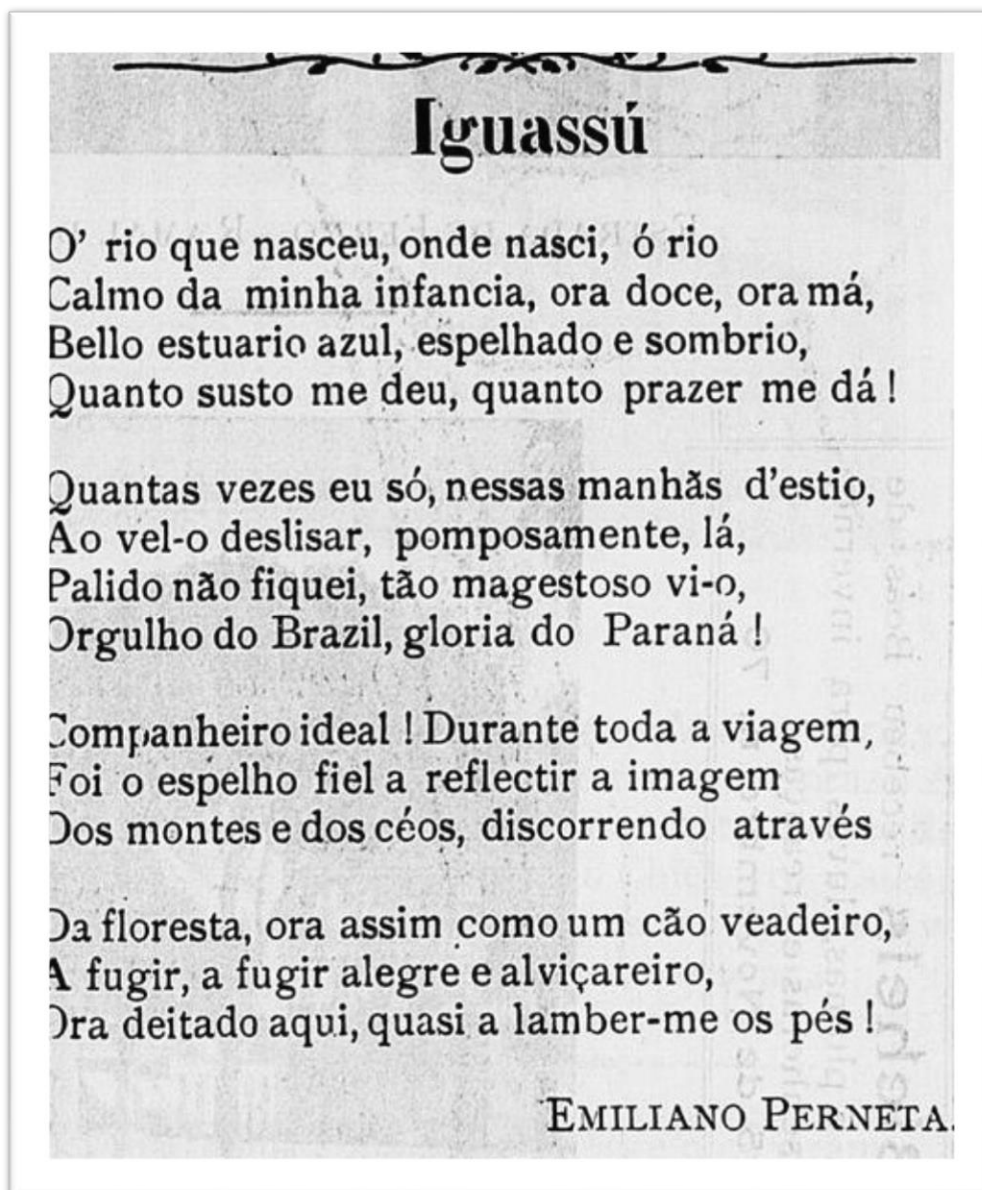 Iguassú
O' rio que nasceu, onde nasci, ó rio
Calmo da minha infancia, ora doce, ora má,
Bello estuario azul, espelhado e sombrio,
Quanto susto me deu, quanto prazer me dá !
Quantas vezes eu só, nessas manhãs d'estio,
Ao vel-o deslisar, pomposamente, lá,
Palido não fiquei, tão magestoso vi-o,
Orgulho do Brazil, gloria do Paraná !
Companheiro ideal ! Durante toda a viagem,
Foi o espelho fiel a reflectir a imagem
Dos montes e dos céos, discorrendo através
Da floresta, ora assim como um cão veadeiro,
A fugir, a fugir alegre e alviçareiro,
Ora deitado aqui, quasi a lamber-me os pés !
EMILIANO PERNETA.